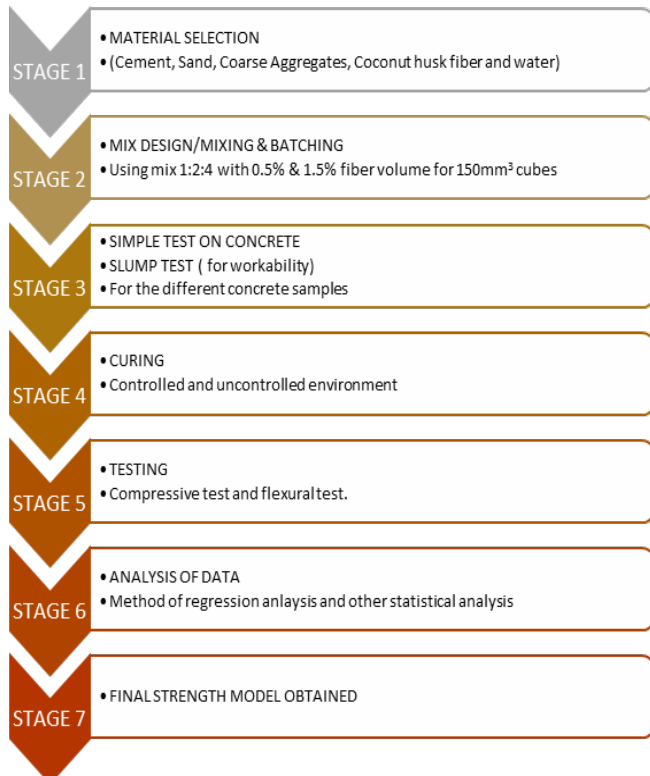 STAGE 1
• MATERIAL SELECTION
• (Cement, Sand, Coarse Aggregates, Coconut husk fiber and water)
STAGE 2
• MIX DESIGN/MIXING & BATCHING
• Using mix 1:2:4 with 0.5% & 1.5% fiber volume for 150mm³ cubes
STAGE 3
• SIMPLE TEST ON CONCRETE
• SLUMP TEST ( for workability)
• For the different concrete samples
STAGE 4
• CURING
• Controlled and uncontrolled environment
STAGE 5
• TESTING
• Compressive test and flexural test.
STAGE 6
• ANALYSIS OF DATA
• Method of regression anlaysis and other statistical analysis
STAGE 7
• FINAL STRENGTH MODEL OBTAINED